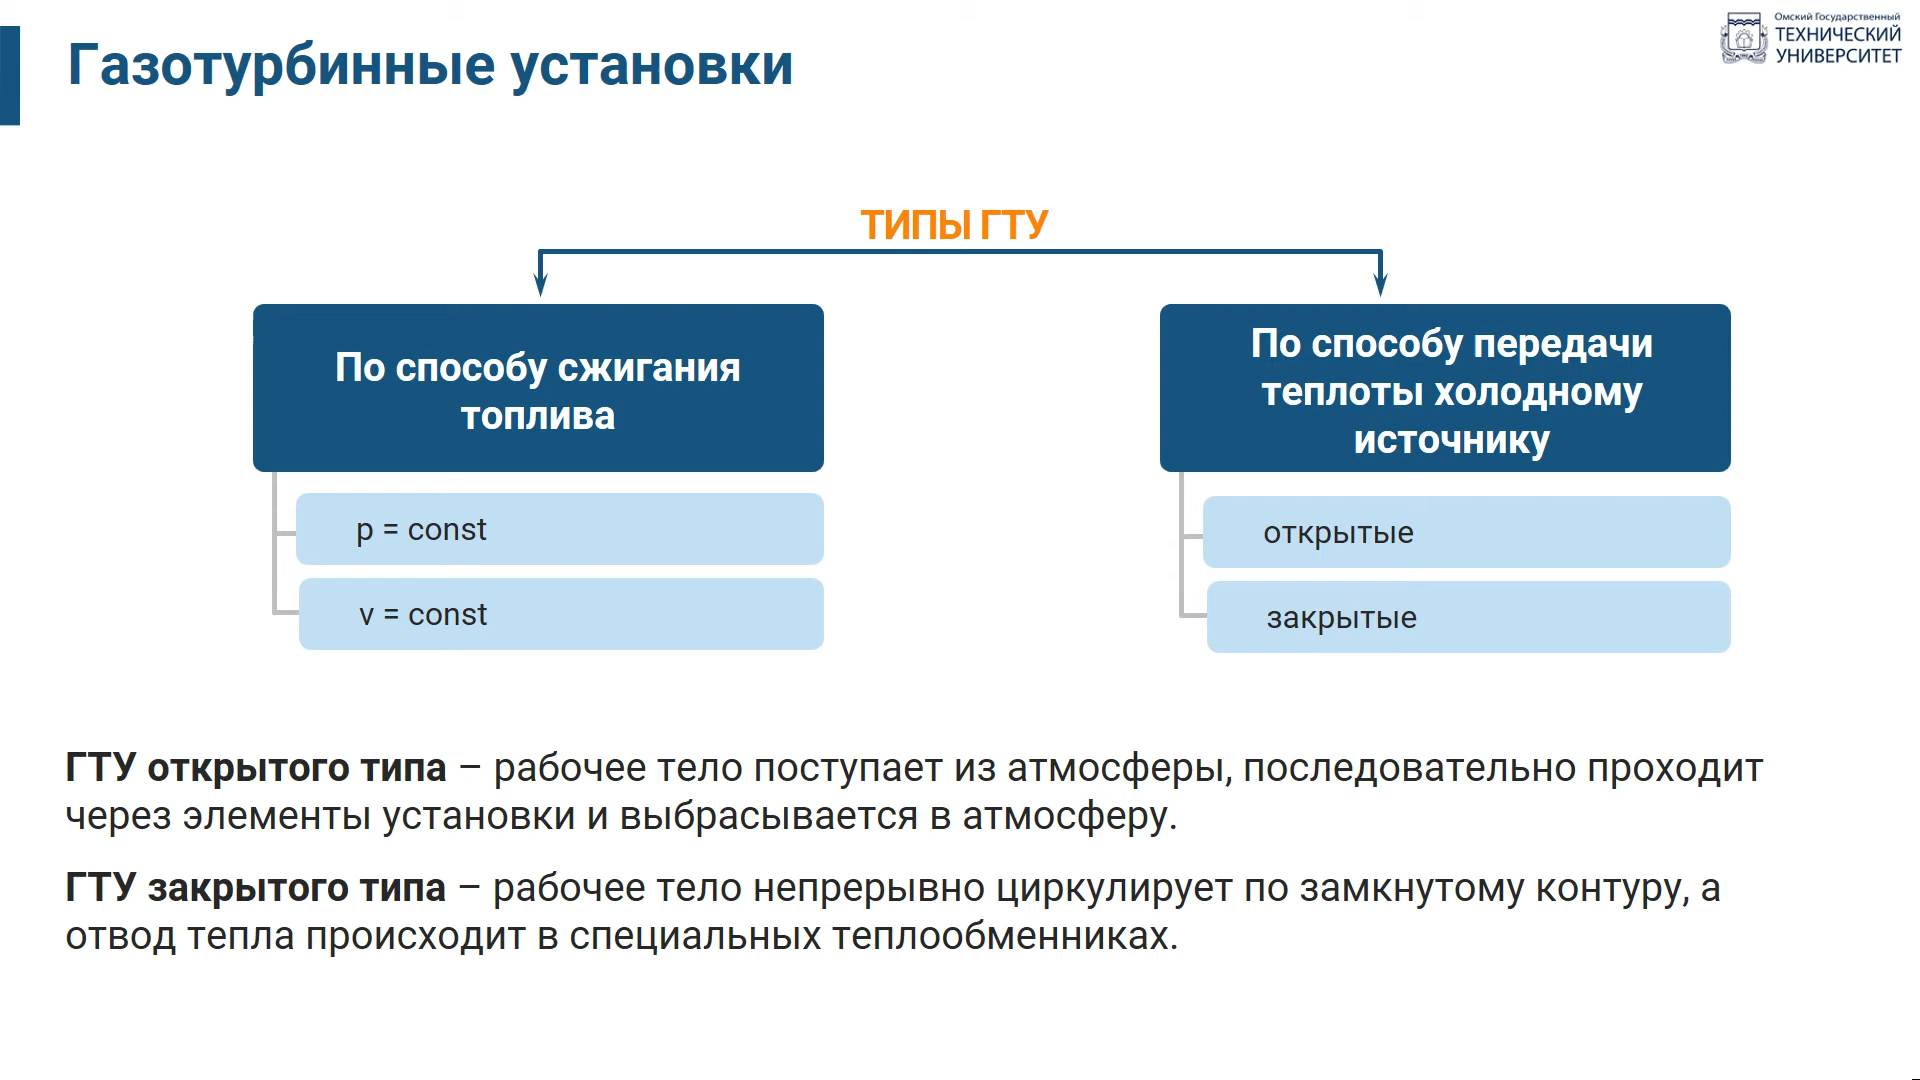 Газотурбинные установки
Омский Государственный
ТЕХНИЧЕСКИЙ
УНИВЕРСИТЕТ
ТИПЫ ГТУ
По способу сжигания
топлива
p = const
v = const
По способу передачи
теплоты холодному
источнику
открытые
закрытые
ГТУ открытого типа – рабочее тело поступает из атмосферы, последовательно проходит
через элементы установки и выбрасывается в атмосферу.
ГТУ закрытого типа – рабочее тело непрерывно циркулирует по замкнутому контуру, а
отвод тепла происходит в специальных теплообменниках.